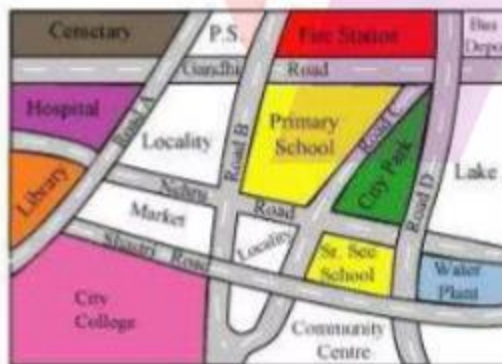 Cemetary
P.S.
Fire Station
Bus
Depo
Gandhi Road
Hospital
Road A
Locality
Road B
Primary
School
Road C
City Park
Road D
Lake
Library
Nehru
Road
Market
Locality
Shastri Road
Sr. Sec
School
Water
Plant
City
College
Community
Centre